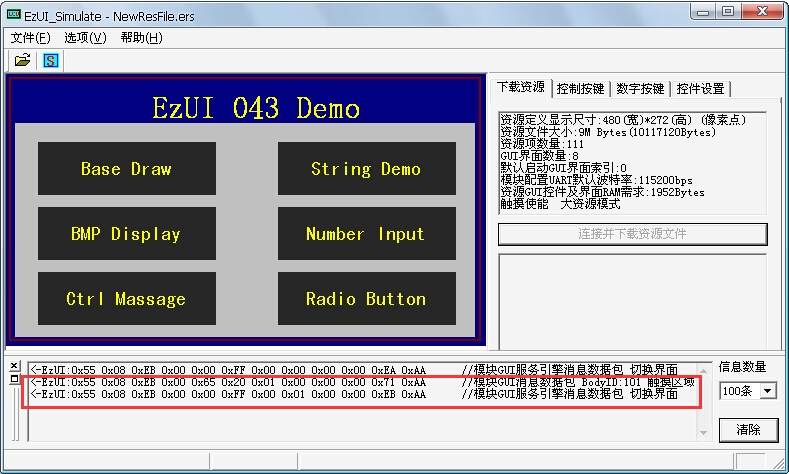 EzUI_Simulate - NewResFile.ers
文件(F) 选项(V) 帮助(H)
EzUI 043 Demo
Base Draw String Demo
BMP Display Number Input
Ctrl Massage Radio Button
下载资源 控制按键 数字按键 控件设置
资源定义显示尺寸:480(宽)*272(高) (像素点)
资源文件大小:9M Bytes(10117120Bytes)
资源项数量:111
GUI界面数量:8
默认启动GUI界面索引:0
模块配置UART默认波特率:115200bps
资源GUI控件及界面RAM需求:1952Bytes
触摸使能 大资源模式
连接并下载资源文件
<-EzUI:0x55 0x08 0xEB 0x00 0x00 0xFF 0x00 0x00 0x00 0x00 0xEA 0xAA //模块GUI服务引擎消息数据包 切换界面
<-EzUI:0x55 0x08 0xEB 0x00 0x65 0x20 0x01 0x00 0x00 0x00 0x71 0xAA //模块GUI消息数据包 BodyID:101 触摸区域
<-EzUI:0x55 0x08 0xEB 0x00 0x00 0xFF 0x00 0x01 0x00 0x00 0xEB 0xAA //模块GUI服务引擎消息数据包 切换界面
信息数量
100条
清除